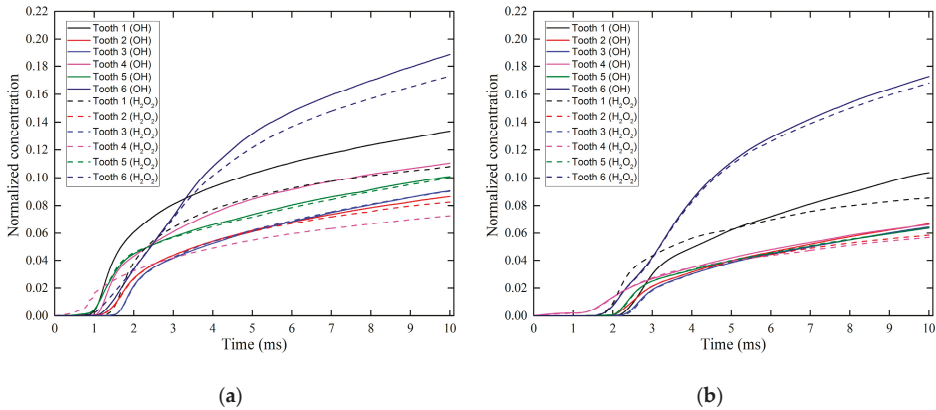 0.22
0.20
0.18
0.16
0.14
0.12
0.10
0.08
0.06
0.04
0.02
0.00
Normalized concentration
Tooth 1 (OH)
Tooth 2 (OH)
Tooth 3 (OH)
Tooth 4 (OH)
Tooth 5 (OH)
Tooth 6 (OH)
Tooth 1 (H₂O₂)
Tooth 2 (H₂O₂)
Tooth 3 (H₂O₂)
Tooth 4 (H₂O₂)
Tooth 5 (H₂O₂)
Tooth 6 (H₂O₂)
0 1 2 3 4 5 6 7 8 9 10
Time (ms)
(a)
0.22
0.20
0.18
0.16
0.14
0.12
0.10
0.08
0.06
0.04
0.02
0.00
Normalized concentration
Tooth 1 (OH)
Tooth 2 (OH)
Tooth 3 (OH)
Tooth 4 (OH)
Tooth 5 (OH)
Tooth 6 (OH)
Tooth 1 (H₂O₂)
Tooth 2 (H₂O₂)
Tooth 3 (H₂O₂)
Tooth 4 (H₂O₂)
Tooth 5 (H₂O₂)
Tooth 6 (H₂O₂)
0 1 2 3 4 5 6 7 8 9 10
Time (ms)
(b)